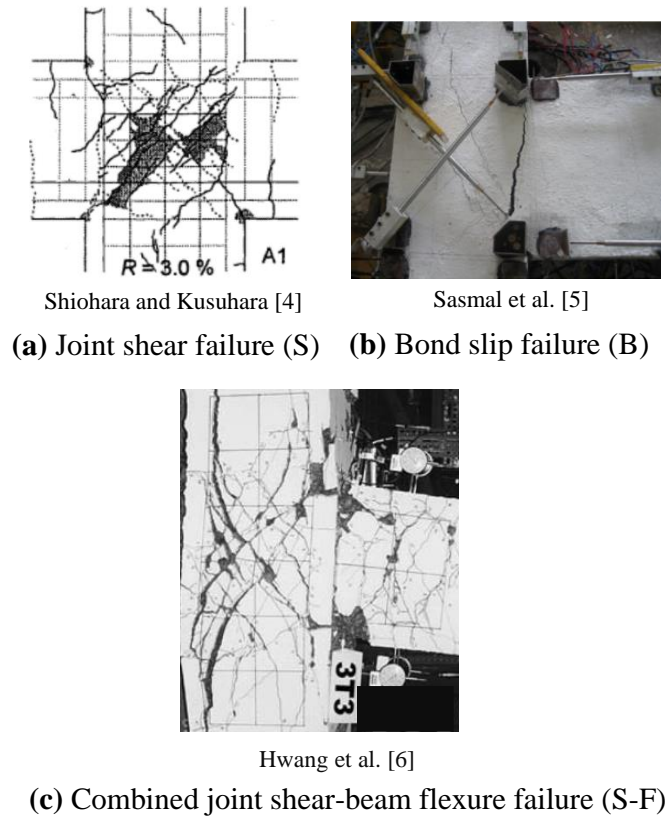 R = 3.0 %
A1
Shiohara and Kusuhara [4]
Sasmal et al. [5]
(a) Joint shear failure (S)
(b) Bond slip failure (B)
3T3
Hwang et al. [6]
(c) Combined joint shear-beam flexure failure (S-F)